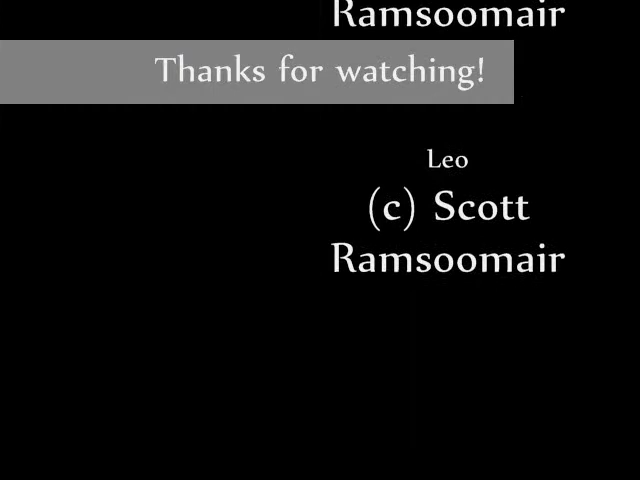 Ramsoomair
Thanks for watching!
Leo
(c) Scott
Ramsoomair